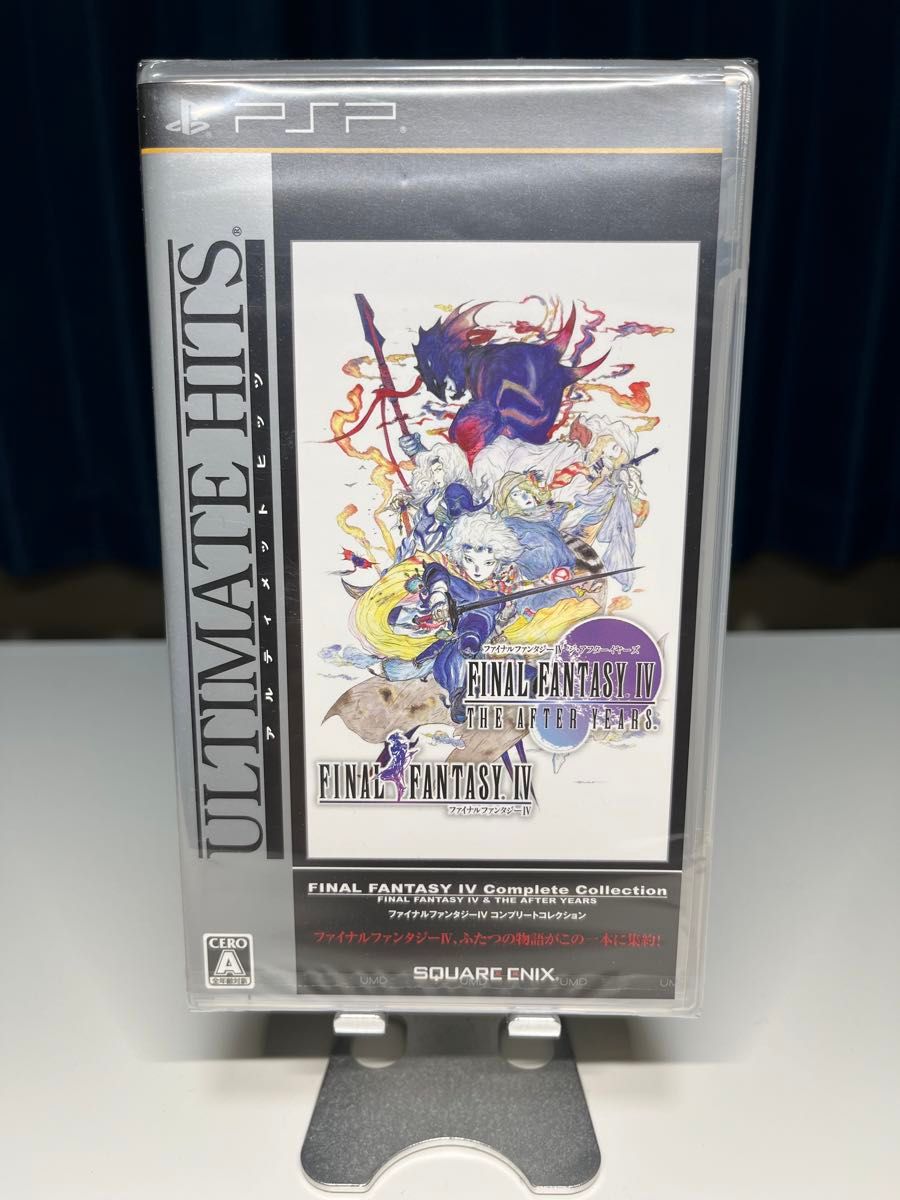 PSP®
ULTIMATE HITS®
アルティメットヒッツ
ファイナルファンタジーIV ジ・アフターイヤーズ
FINAL FANTASY IV
THE AFTER YEARS
FINAL FANTASY IV
ファイナルファンタジーIV
FINAL FANTASY IV Complete Collection
FINAL FANTASY IV & THE AFTER YEARS
ファイナルファンタジーIV コンプリートコレクション
ファイナルファンタジーIV、ふたつの物語がこの一本に集約!
SQUARE ENIX
CERO
A
全年齢対象
UMD UMD UMD UM